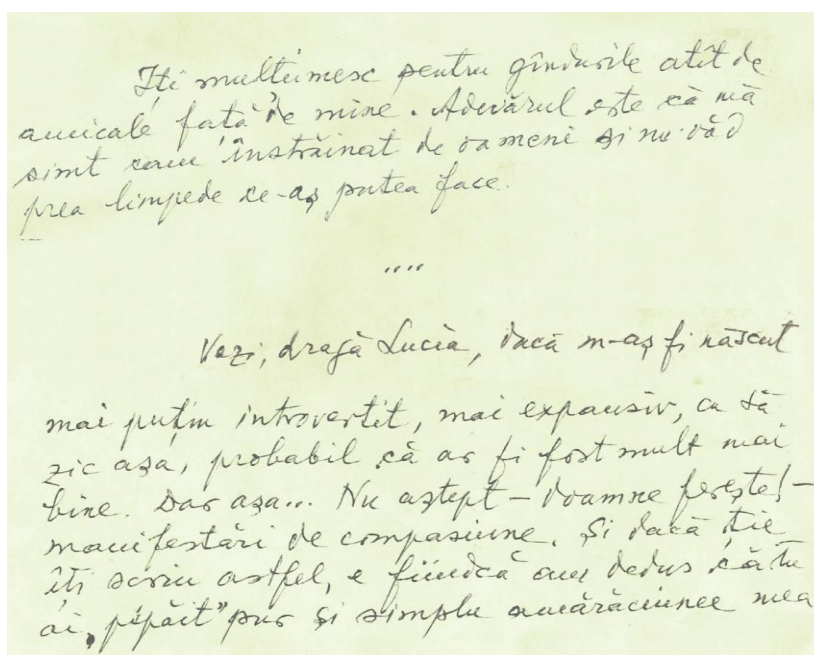 Îți mulțumesc pentru gîndurile atît de
amicale față de mine. Adevărul este că mă
simt cam înstrăinat de oameni și nu văd
prea limpede ce-aș putea face.
....
Vezi, dragă Lucia, dacă m-aș fi născut
mai puțin introvertit, mai expansiv, ca să
zic așa, probabil că ar fi fost mult mai
bine. Dar așa... Nu aștept – doamne ferește! –
manifestări de compasiune. Și dacă ție
îți scriu astfel, e fiindcă am dedus că tu
ai „pipăit” pur și simplu amărăciunea mea